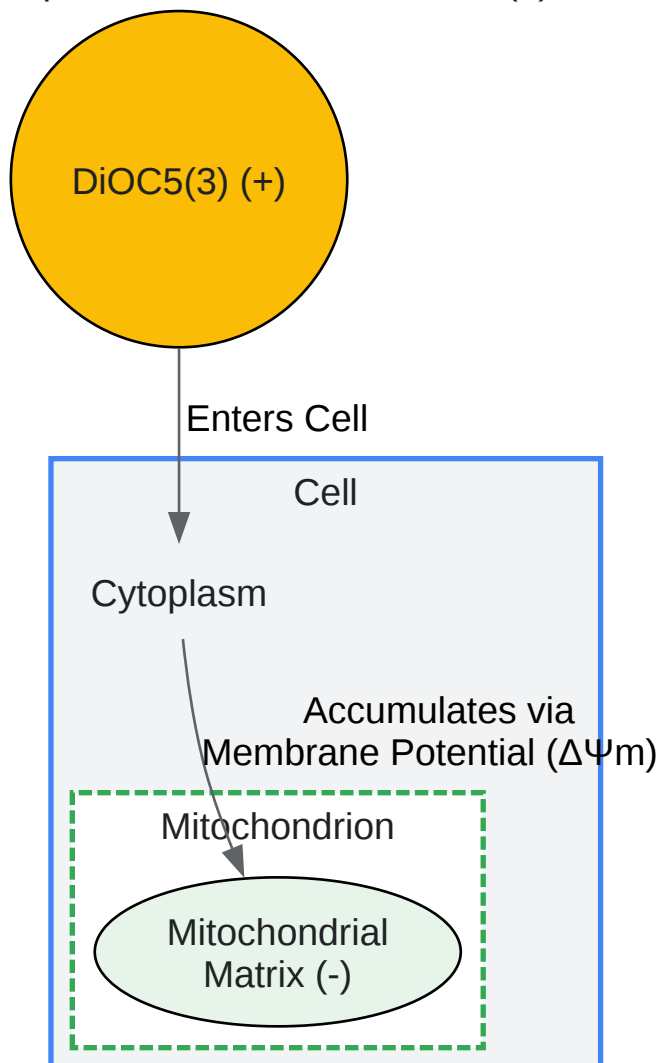 DiOC5(3) (+)
Enters Cell
Cell
Cytoplasm
Accumulates via
Membrane Potential (ΔΨm)
Mitochondrion
Mitochondrial
Matrix (-)